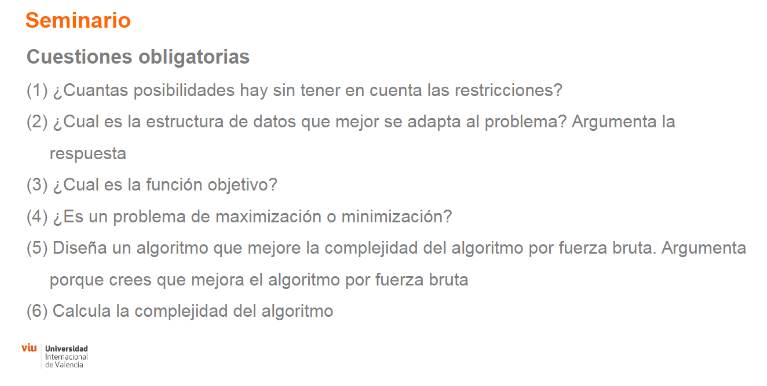 Seminario
Cuestiones obligatorias
(1) ¿Cuantas posibilidades hay sin tener en cuenta las restricciones?
(2) ¿Cual es la estructura de datos que mejor se adapta al problema? Argumenta la
respuesta
(3) ¿Cual es la función objetivo?
(4) ¿Es un problema de maximización o minimización?
(5) Diseña un algoritmo que mejore la complejidad del algoritmo por fuerza bruta. Argumenta
porque crees que mejora el algoritmo por fuerza bruta
(6) Calcula la complejidad del algoritmo
viu Universidad
Internacional
de Valencia